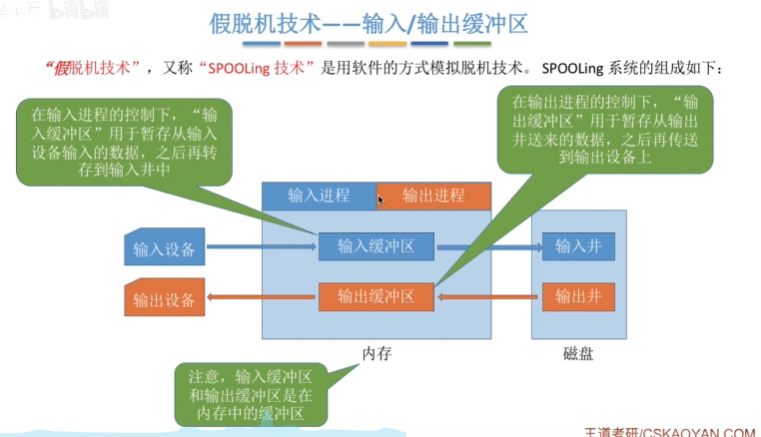 bilibili
假脱机技术——输入/输出缓冲区
“假脱机技术”，又称“SPOOLing 技术”是用软件的方式模拟脱机技术。 SPOOLing 系统的组成如下：
在输入进程的控制下，“输
入缓冲区”用于暂存从输入
设备输入的数据，之后再转
存到输入井中
在输出进程的控制下，“输
出缓冲区”用于暂存从输出
井送来的数据，之后再传送
到输出设备上
输入进程
输出进程
输入设备
输入缓冲区
输入井
输出设备
输出缓冲区
输出井
内存
磁盘
注意，输入缓冲区
和输出缓冲区是在
内存中的缓冲区
王道考研/CSKAOYAN.COM